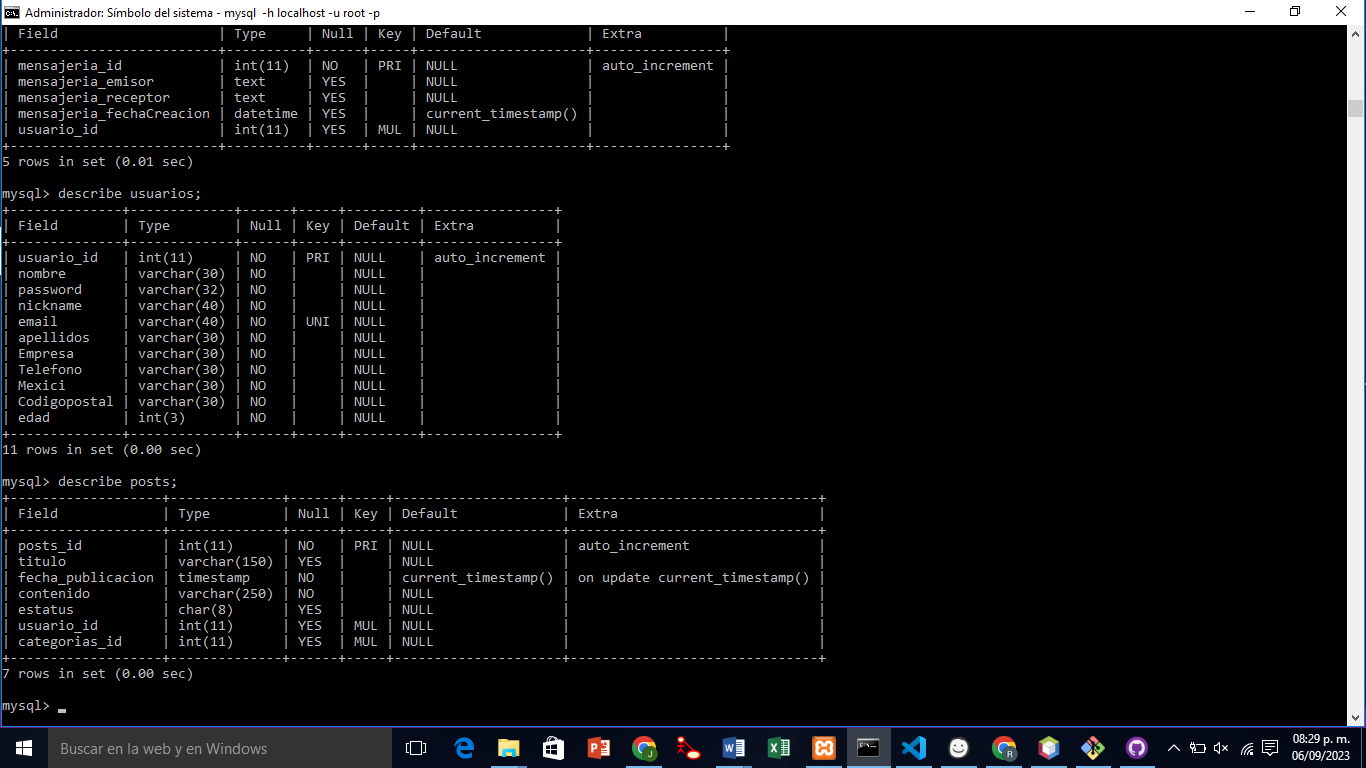 Administrador: Símbolo del sistema - mysql  -h localhost -u root -p
| Field                    | Type     | Null | Key | Default             | Extra          |
+--------------------------+----------+------+-----+---------------------+----------------+
| mensajeria_id            | int(11)  | NO   | PRI | NULL                | auto_increment |
| mensajeria_emisor        | text     | YES  |     | NULL                |                |
| mensajeria_receptor      | text     | YES  |     | NULL                |                |
| mensajeria_fechaCreacion | datetime | YES  |     | current_timestamp() |                |
| usuario_id               | int(11)  | YES  | MUL | NULL                |                |
+--------------------------+----------+------+-----+---------------------+----------------+
5 rows in set (0.01 sec)
mysql> describe usuarios;
+--------------+-------------+------+-----+---------+----------------+
| Field        | Type        | Null | Key | Default | Extra          |
+--------------+-------------+------+-----+---------+----------------+
| usuario_id   | int(11)     | NO   | PRI | NULL    | auto_increment |
| nombre       | varchar(30) | NO   |     | NULL    |                |
| password     | varchar(32) | NO   |     | NULL    |                |
| nickname     | varchar(40) | NO   |     | NULL    |                |
| email        | varchar(40) | NO   | UNI | NULL    |                |
| apellidos    | varchar(30) | NO   |     | NULL    |                |
| Empresa      | varchar(30) | NO   |     | NULL    |                |
| Telefono     | varchar(30) | NO   |     | NULL    |                |
| Mexici       | varchar(30) | NO   |     | NULL    |                |
| Codigopostal | varchar(30) | NO   |     | NULL    |                |
| edad         | int(3)      | NO   |     | NULL    |                |
+--------------+-------------+------+-----+---------+----------------+
11 rows in set (0.00 sec)
mysql> describe posts;
+-------------------+--------------+------+-----+---------------------+-------------------------------+
| Field             | Type         | Null | Key | Default             | Extra                         |
+-------------------+--------------+------+-----+---------------------+-------------------------------+
| posts_id          | int(11)      | NO   | PRI | NULL                | auto_increment                |
| titulo            | varchar(150) | YES  |     | NULL                |                               |
| fecha_publicacion | timestamp    | NO   |     | current_timestamp() | on update current_timestamp() |
| contenido         | varchar(250) | NO   |     | NULL                |                               |
| estatus           | char(8)      | YES  |     | NULL                |                               |
| usuario_id        | int(11)      | YES  | MUL | NULL                |                               |
| categorias_id     | int(11)      | YES  | MUL | NULL                |                               |
+-------------------+--------------+------+-----+---------------------+-------------------------------+
7 rows in set (0.00 sec)
mysql> _
Buscar en la web y en Windows
08:29 p. m.
06/09/2023